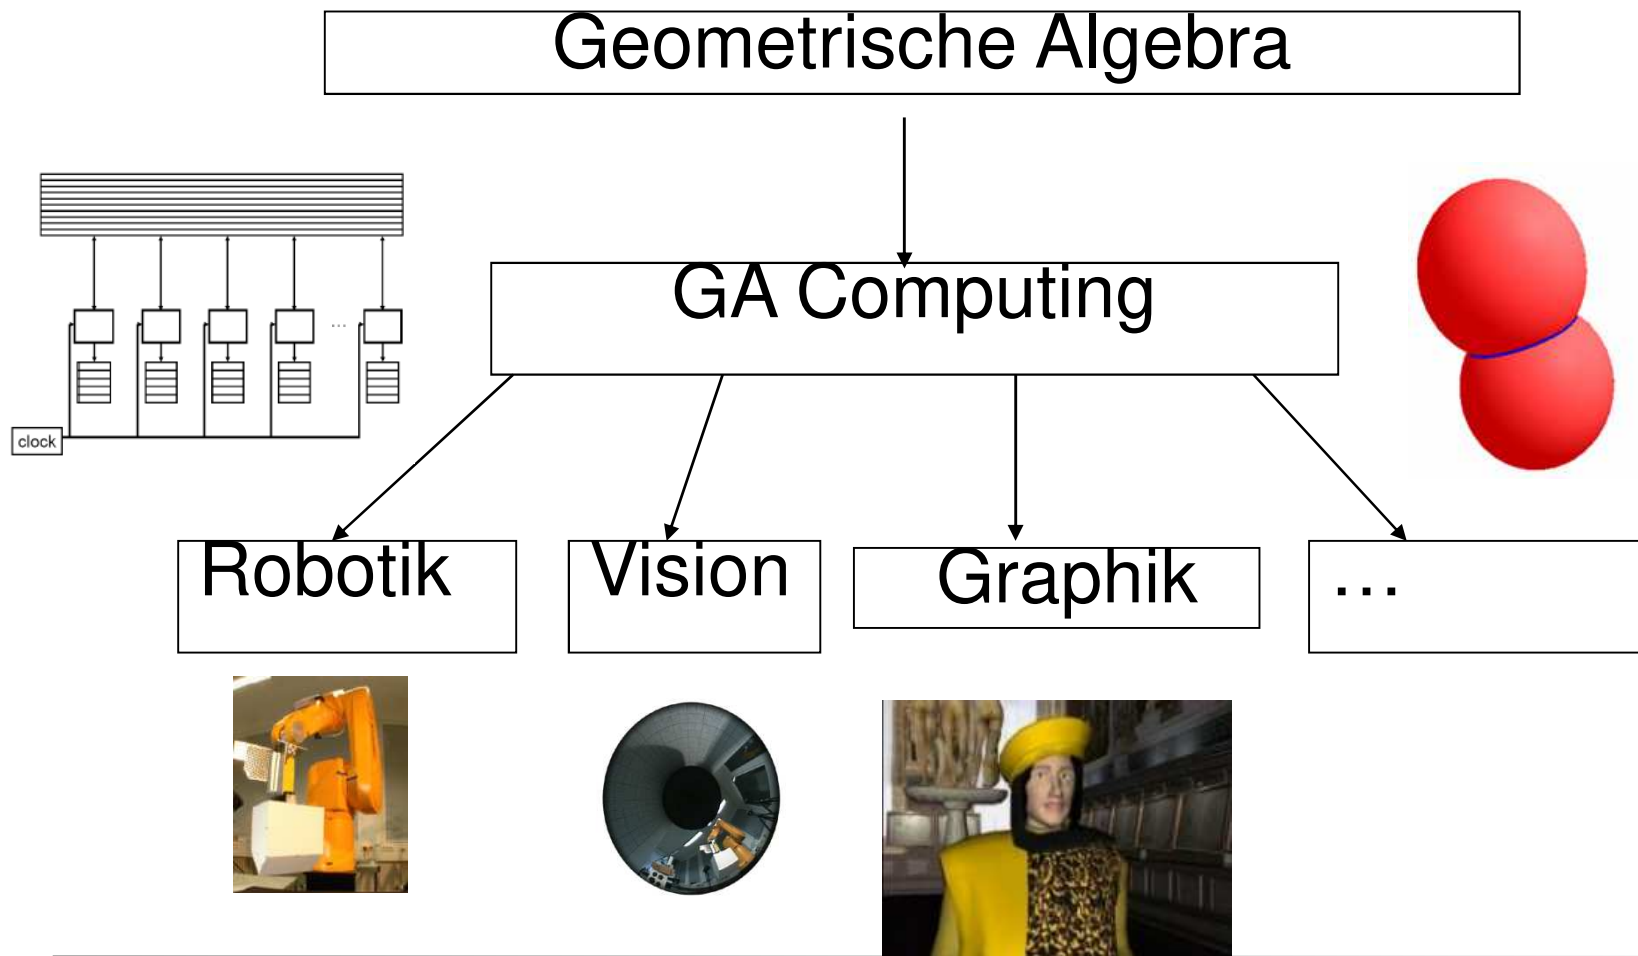 Geometrische Algebra
GA Computing
...
clock
Robotik
Vision
Graphik
...